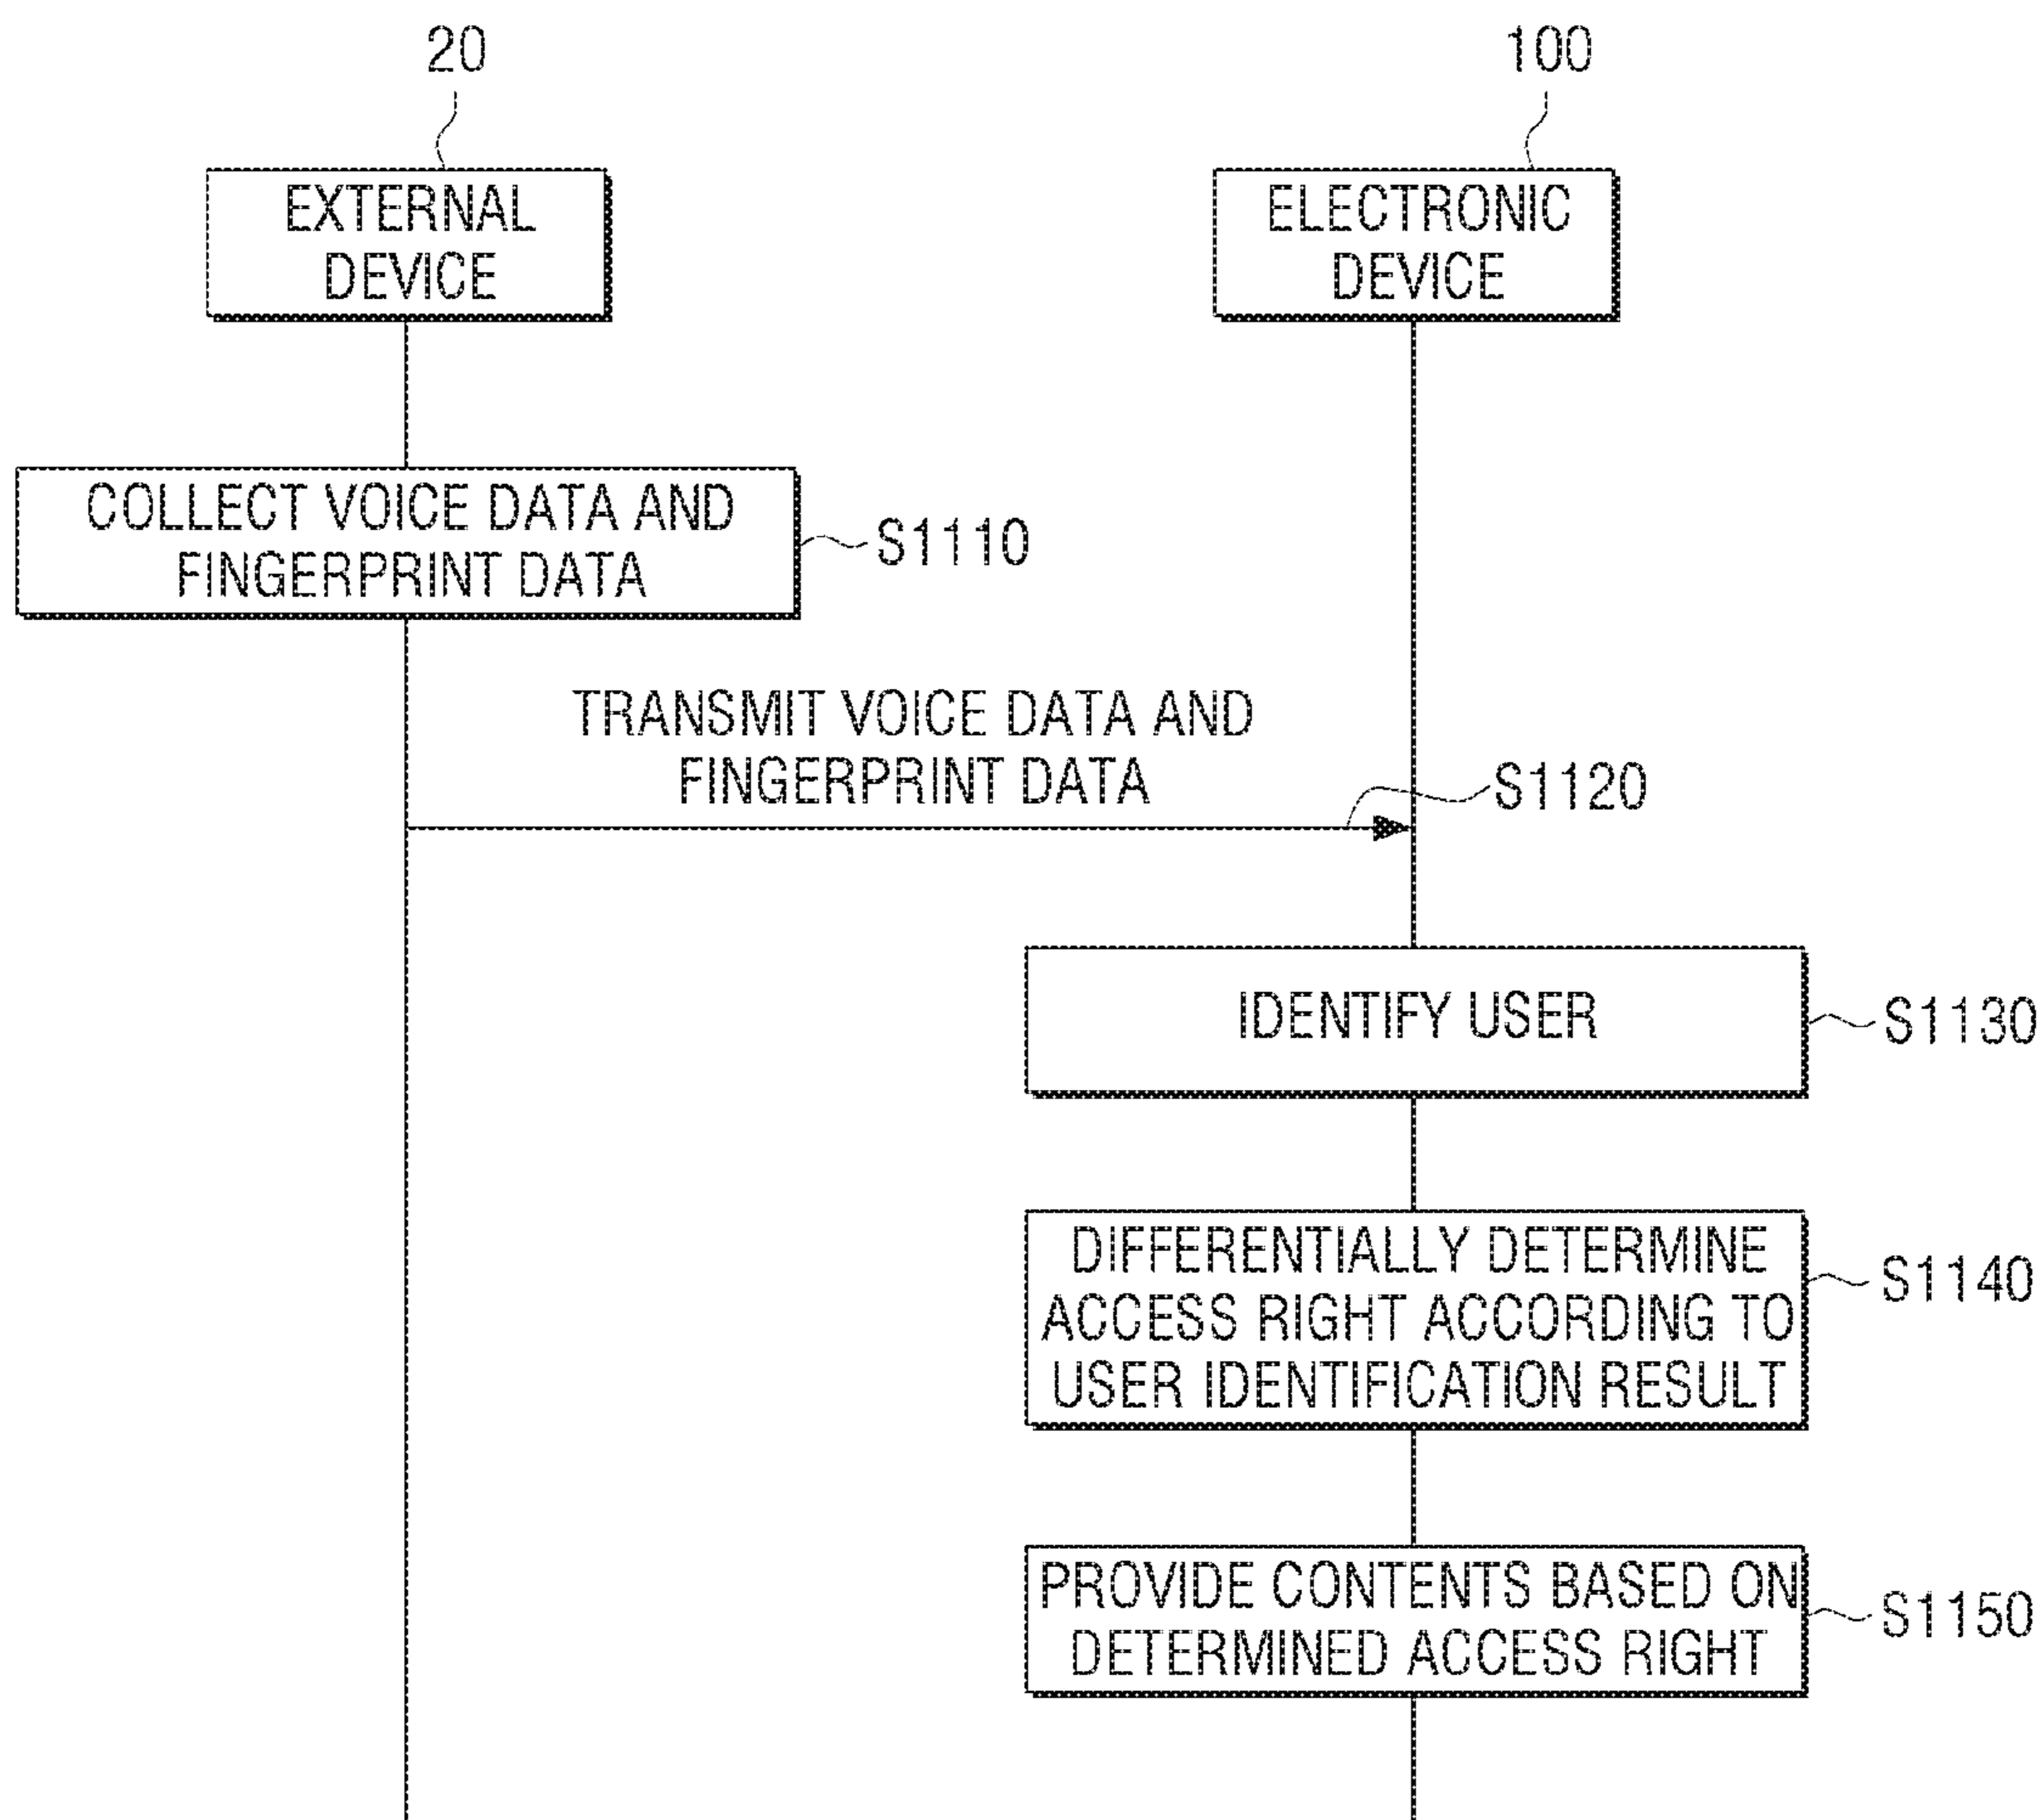 20
100
EXTERNAL
DEVICE
ELECTRONIC
DEVICE
COLLECT VOICE DATA AND
FINGERPRINT DATA
S1110
TRANSMIT VOICE DATA AND
FINGERPRINT DATA
S1120
IDENTIFY USER
S1130
DIFFERENTIALLY DETERMINE
ACCESS RIGHT ACCORDING TO
USER IDENTIFICATION RESULT
S1140
PROVIDE CONTENTS BASED ON
DETERMINED ACCESS RIGHT
S1150